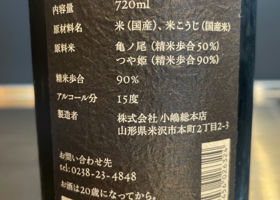 内容量 720ml
原材料名 米（国産）、米こうじ（国産米）
原料米 亀ノ尾（精米歩合50%）
つや姫（精米歩合90%）
精米歩合 90%
アルコール分 15度
製造者 株式会社 小嶋総本店
山形県米沢市本町2丁目2-3
お問い合わせ先
tel: 0238-23-4848
お酒は20歳になってから。